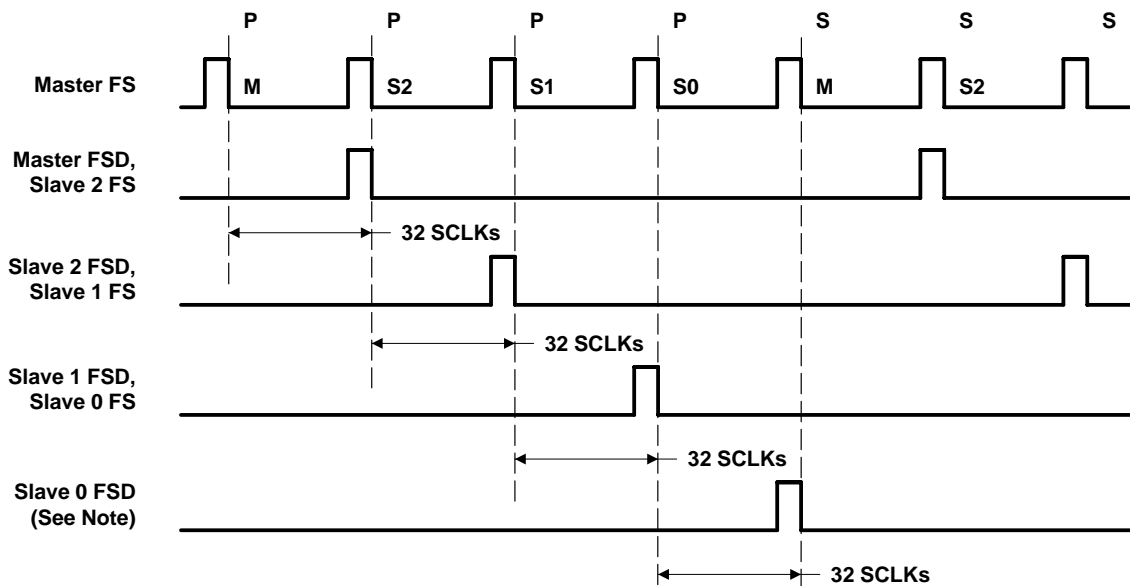 P P P P S S S
Master FS
M S2 S1 S0 M S2
Master FSD,
Slave 2 FS
32 SCLKs
Slave 2 FSD,
Slave 1 FS
32 SCLKs
Slave 1 FSD,
Slave 0 FS
32 SCLKs
Slave 0 FSD
(See Note)
32 SCLKs